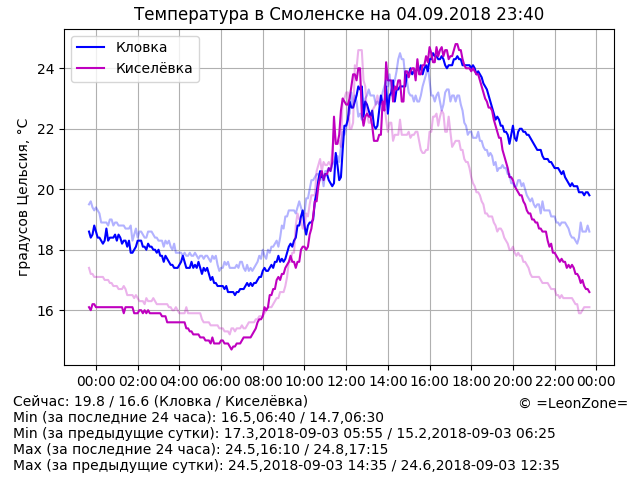 Температура в Смоленске на 04.09.2018 23:40
Кловка
Киселёвка
градусов Цельсия, °C
24
22
20
18
16
00:00 02:00 04:00 06:00 08:00 10:00 12:00 14:00 16:00 18:00 20:00 22:00 00:00
Сейчас: 19.8 / 16.6 (Кловка / Киселёвка)
© =LeonZone=
Min (за последние 24 часа): 16.5,06:40 / 14.7,06:30
Min (за предыдущие сутки): 17.3,2018-09-03 05:55 / 15.2,2018-09-03 06:25
Max (за последние 24 часа): 24.5,16:10 / 24.8,17:15
Max (за предыдущие сутки): 24.5,2018-09-03 14:35 / 24.6,2018-09-03 12:35